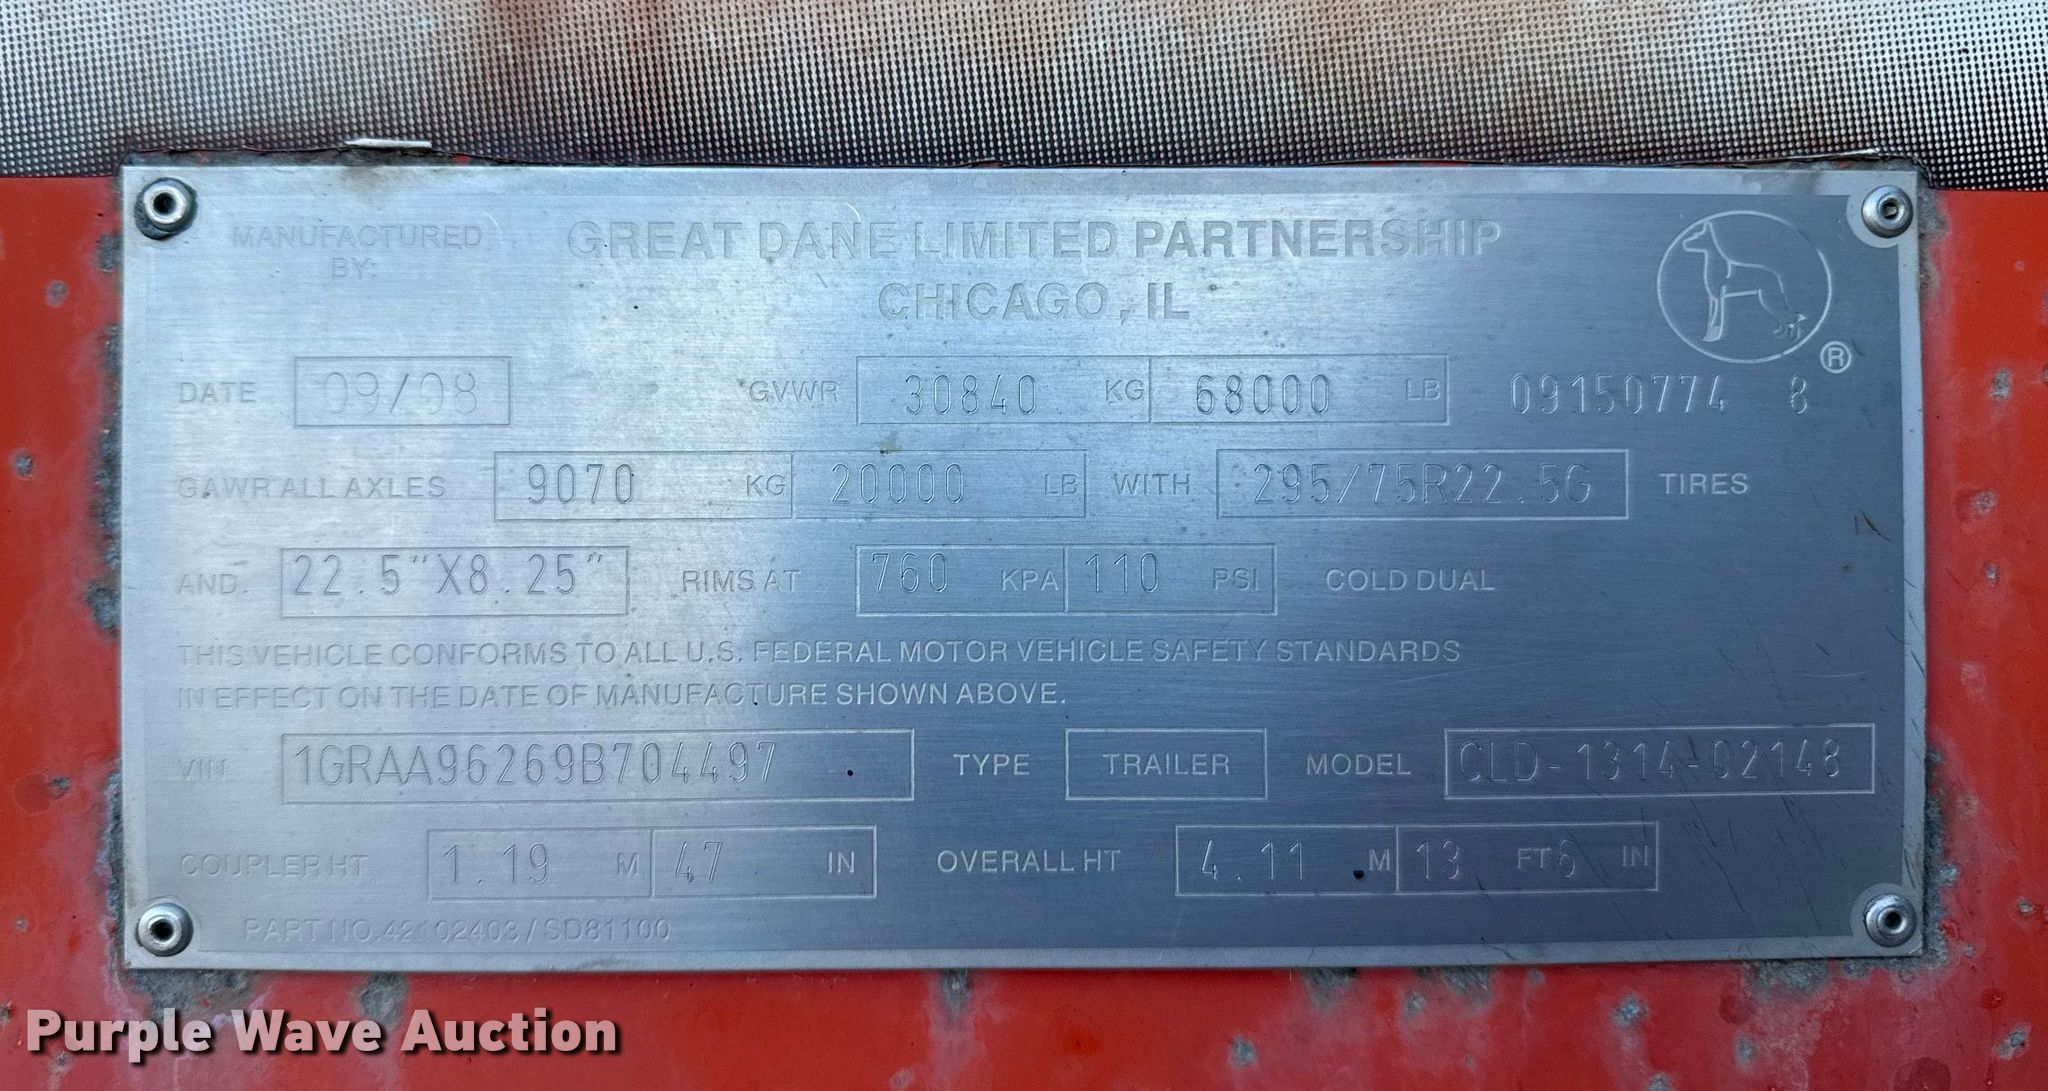 MANUFACTURED BY: GREAT DANE LIMITED PARTNERSHIP
CHICAGO, IL
®
DATE 09/08 GVWR 30840 KG 68000 LB 09150774 8
GAWR ALL AXLES 9070 KG 20000 LB WITH 295/75R22.5G TIRES
AND. 22.5"X8.25" RIMS AT 760 KPA 110 PSI COLD DUAL
THIS VEHICLE CONFORMS TO ALL U.S. FEDERAL MOTOR VEHICLE SAFETY STANDARDS
IN EFFECT ON THE DATE OF MANUFACTURE SHOWN ABOVE.
VIN 1GRAA96269B704497 TYPE TRAILER MODEL CLD-1314-02148
COUPLER HT 1.19 M 47 IN OVERALL HT 4.11 M 13 FT 6 IN
PART NO. 42102403 / SD81100
Purple Wave Auction